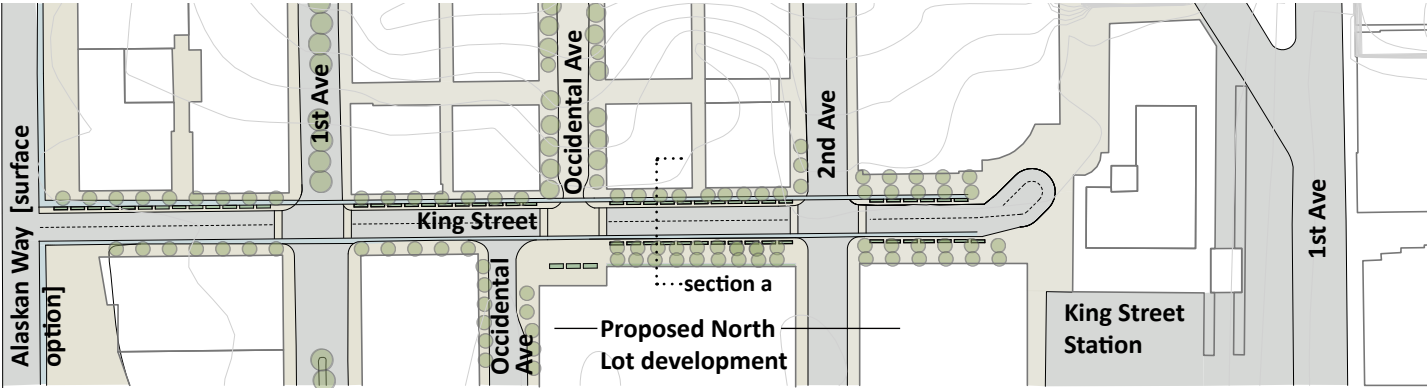 Alaskan Way [surface
option]
1st Ave
Occidental Ave
2nd Ave
King Street
Occidental
Ave
section a
Proposed North
Lot development
King Street
Station
1st Ave